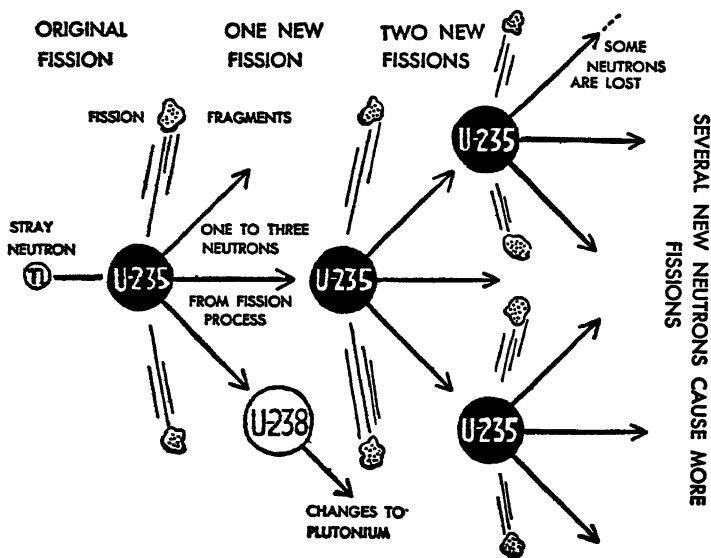 ORIGINAL
FISSION
ONE NEW
FISSION
TWO NEW
FISSIONS
SOME
NEUTRONS
ARE LOST
FISSION
FRAGMENTS
U-235
STRAY
NEUTRON
ONE TO THREE
NEUTRONS
U-235
U-235
FROM FISSION
PROCESS
U-238
U-235
CHANGES TO
PLUTONIUM
SEVERAL NEW NEUTRONS CAUSE MORE
FISSIONS